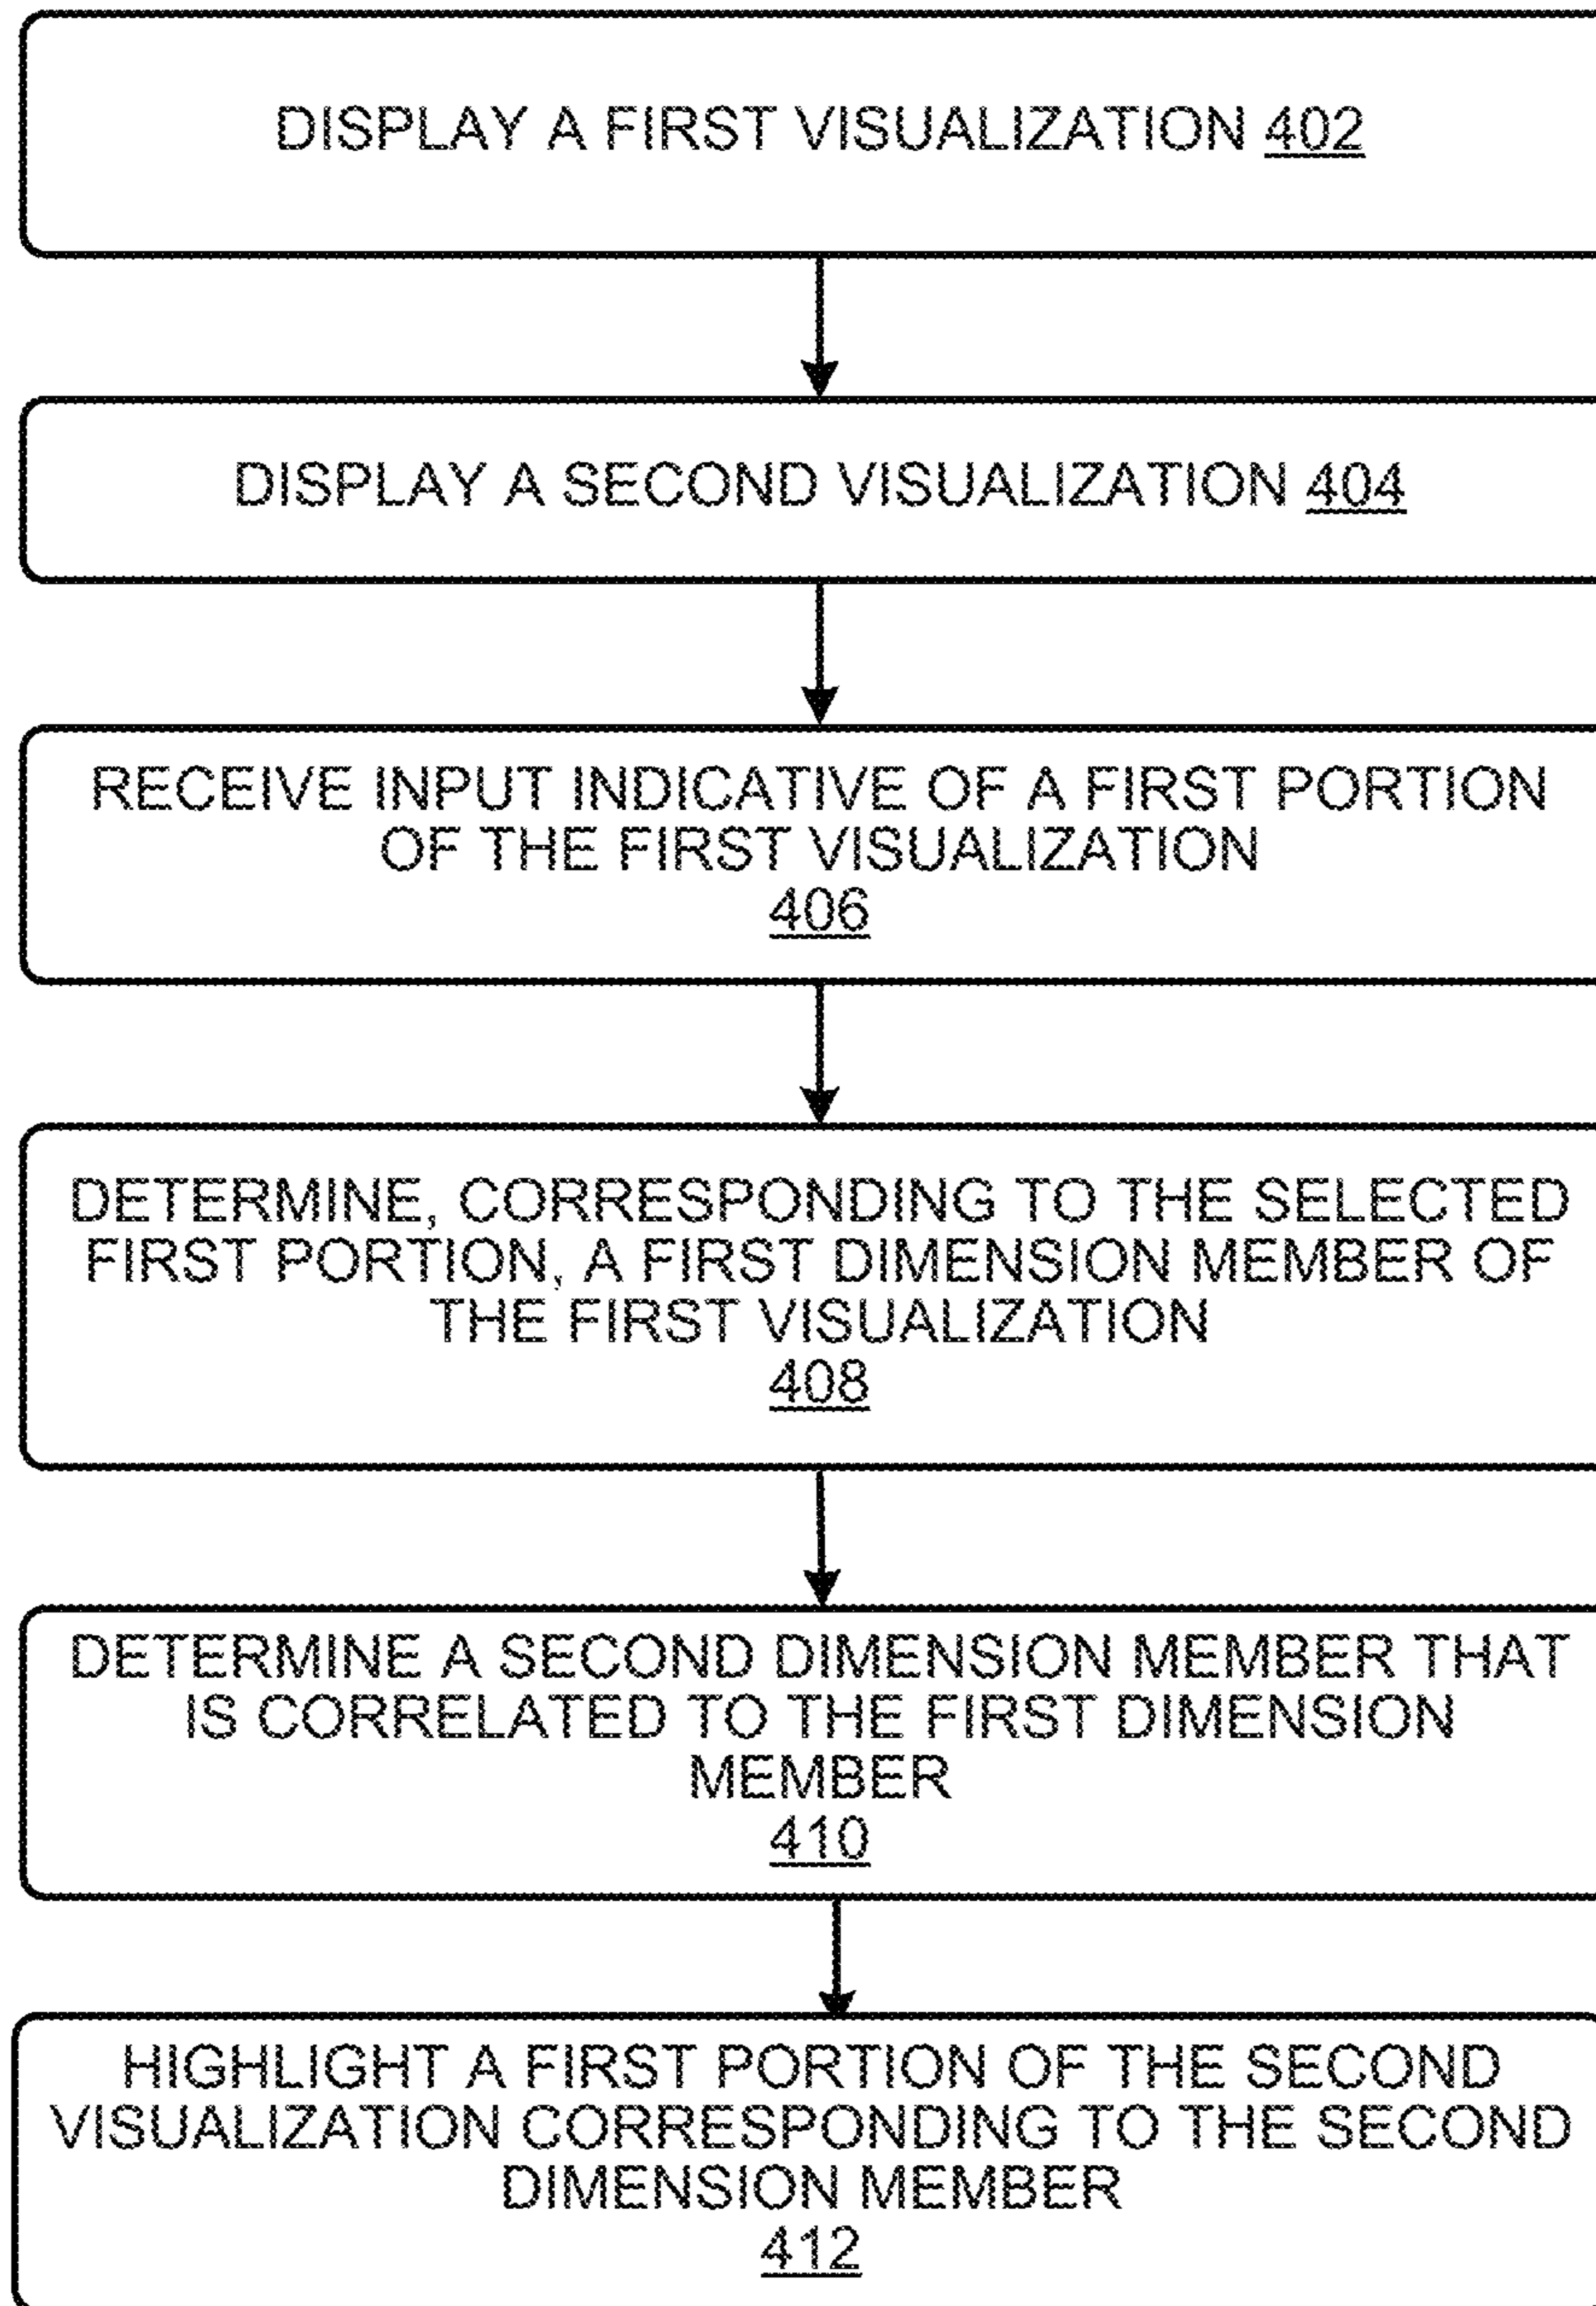 DISPLAY A FIRST VISUALIZATION 402
DISPLAY A SECOND VISUALIZATION 404
RECEIVE INPUT INDICATIVE OF A FIRST PORTION
OF THE FIRST VISUALIZATION
406
DETERMINE, CORRESPONDING TO THE SELECTED
FIRST PORTION, A FIRST DIMENSION MEMBER OF
THE FIRST VISUALIZATION
408
DETERMINE A SECOND DIMENSION MEMBER THAT
IS CORRELATED TO THE FIRST DIMENSION
MEMBER
410
HIGHLIGHT A FIRST PORTION OF THE SECOND
VISUALIZATION CORRESPONDING TO THE SECOND
DIMENSION MEMBER
412